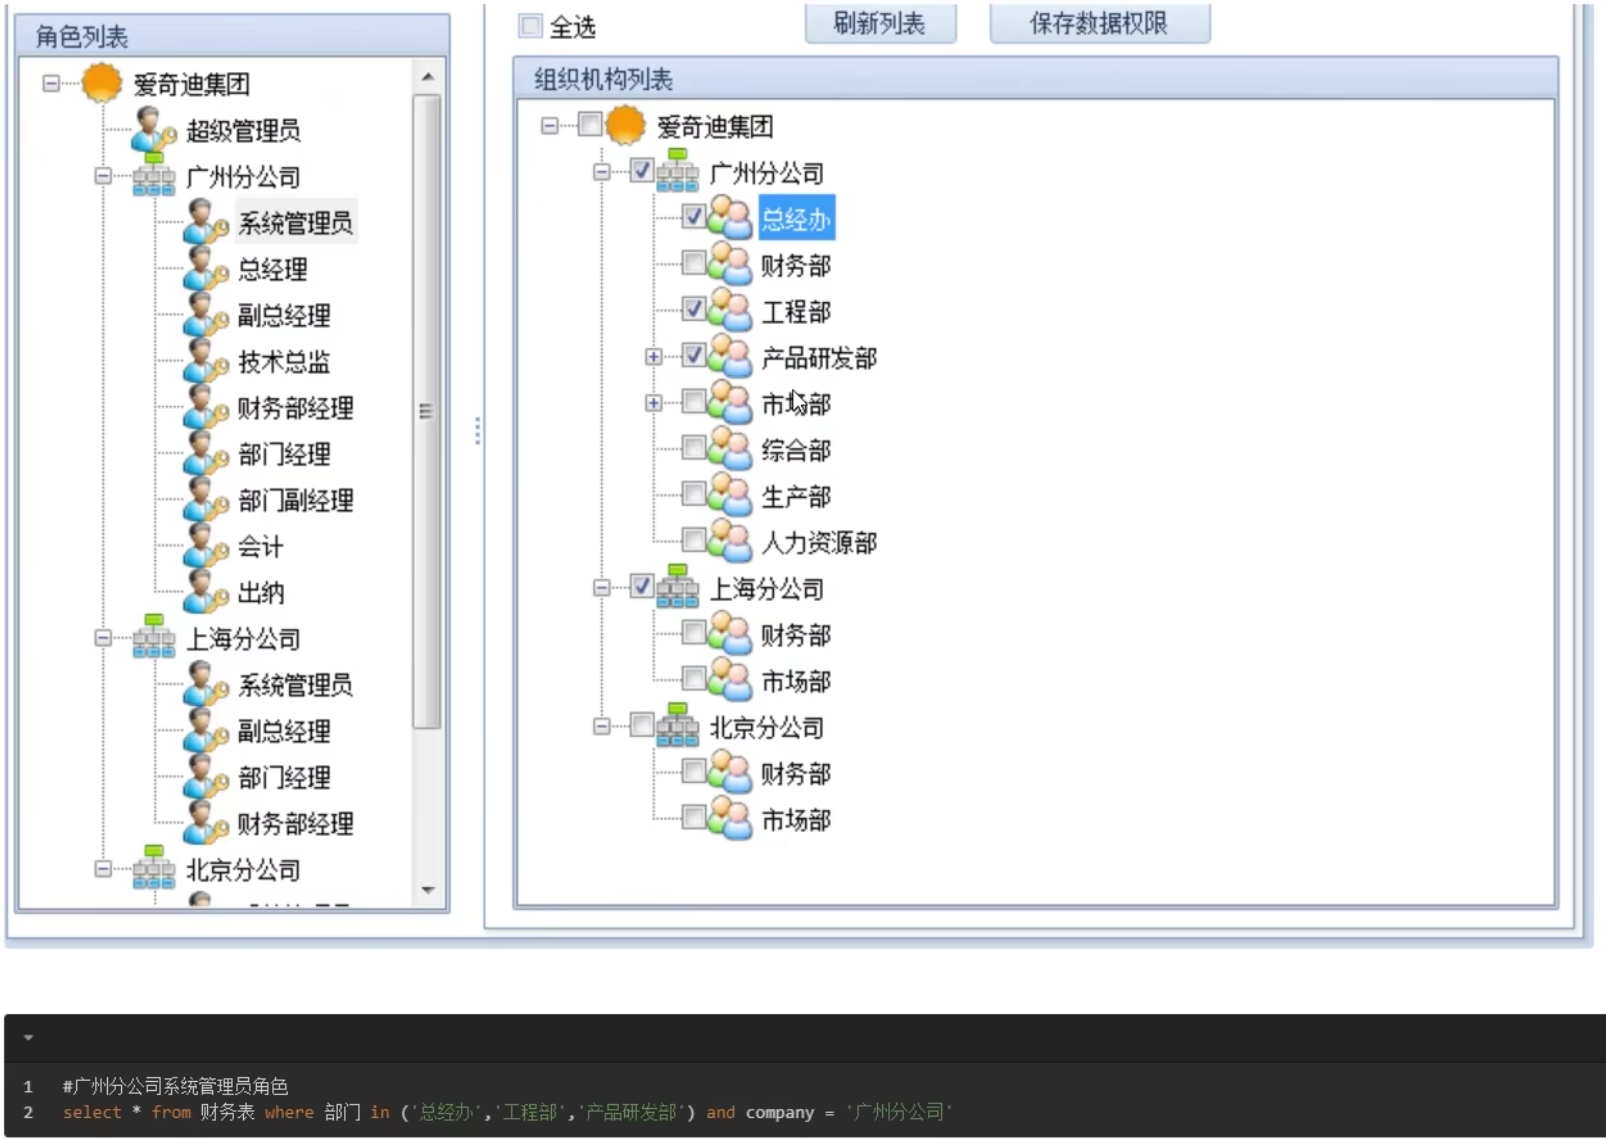 角色列表
爱奇迪集团
超级管理员
广州分公司
系统管理员
总经理
副总经理
技术总监
财务部经理
部门经理
部门副经理
会计
出纳
上海分公司
系统管理员
副总经理
部门经理
财务部经理
北京分公司
全选
刷新列表
保存数据权限
组织机构列表
爱奇迪集团
广州分公司
总经办
财务部
工程部
产品研发部
市场部
综合部
生产部
人力资源部
上海分公司
财务部
市场部
北京分公司
财务部
市场部
1 #广州分公司系统管理员角色
2 select * from 财务表 where 部门 in ('总经办','工程部','产品研发部') and company = '广州分公司'